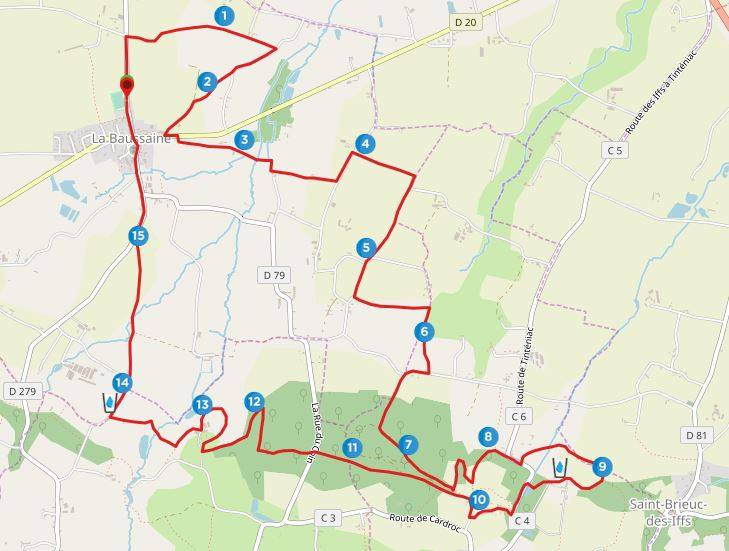 1
D 20
2
Route des Iffs à Tinténiac
La Baussaine
3
4
C 5
15
5
D 79
6
Route de Tinténiac
14
D 279
13
12
La Rue du Quin
C 6
8
D 81
11
7
9
10
Saint-Brieuc-
des-Iffs
C 3
Route de Cardroc
C 4